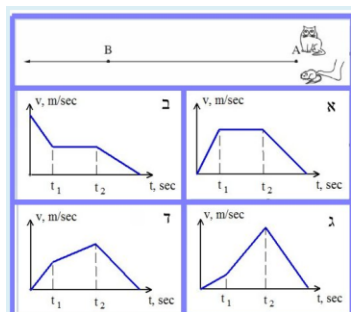 B A
א
v, m/sec
t₁ t₂ t, sec
ב
v, m/sec
t₁ t₂ t, sec
ג
v, m/sec
t₁ t₂ t, sec
ד
v, m/sec
t₁ t₂ t, sec